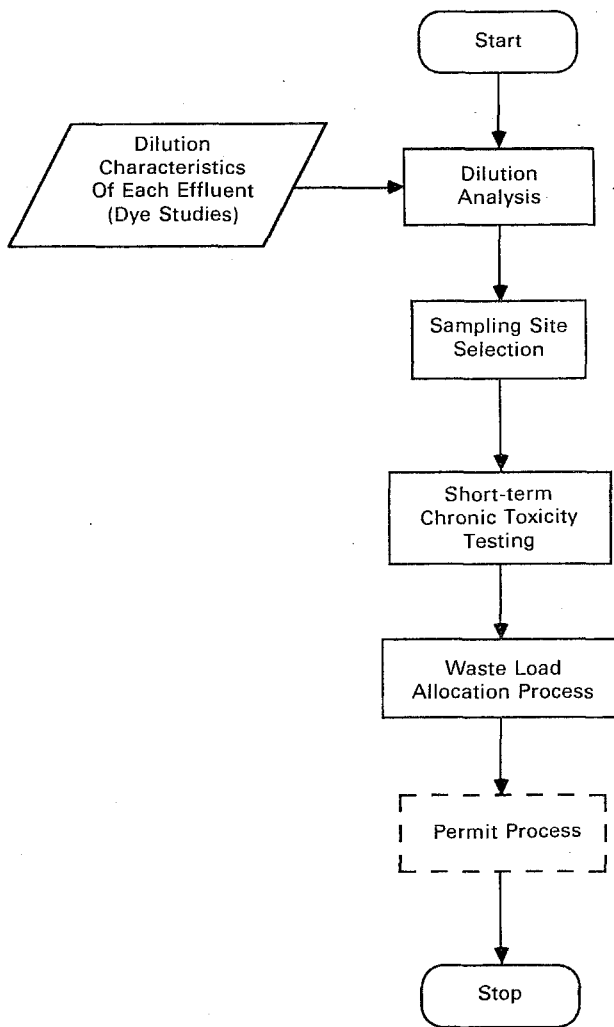 Start
Dilution
Characteristics
Of Each Effluent
(Dye Studies)
Dilution
Analysis
Sampling Site
Selection
Short-term
Chronic Toxicity
Testing
Waste Load
Allocation Process
Permit Process
Stop